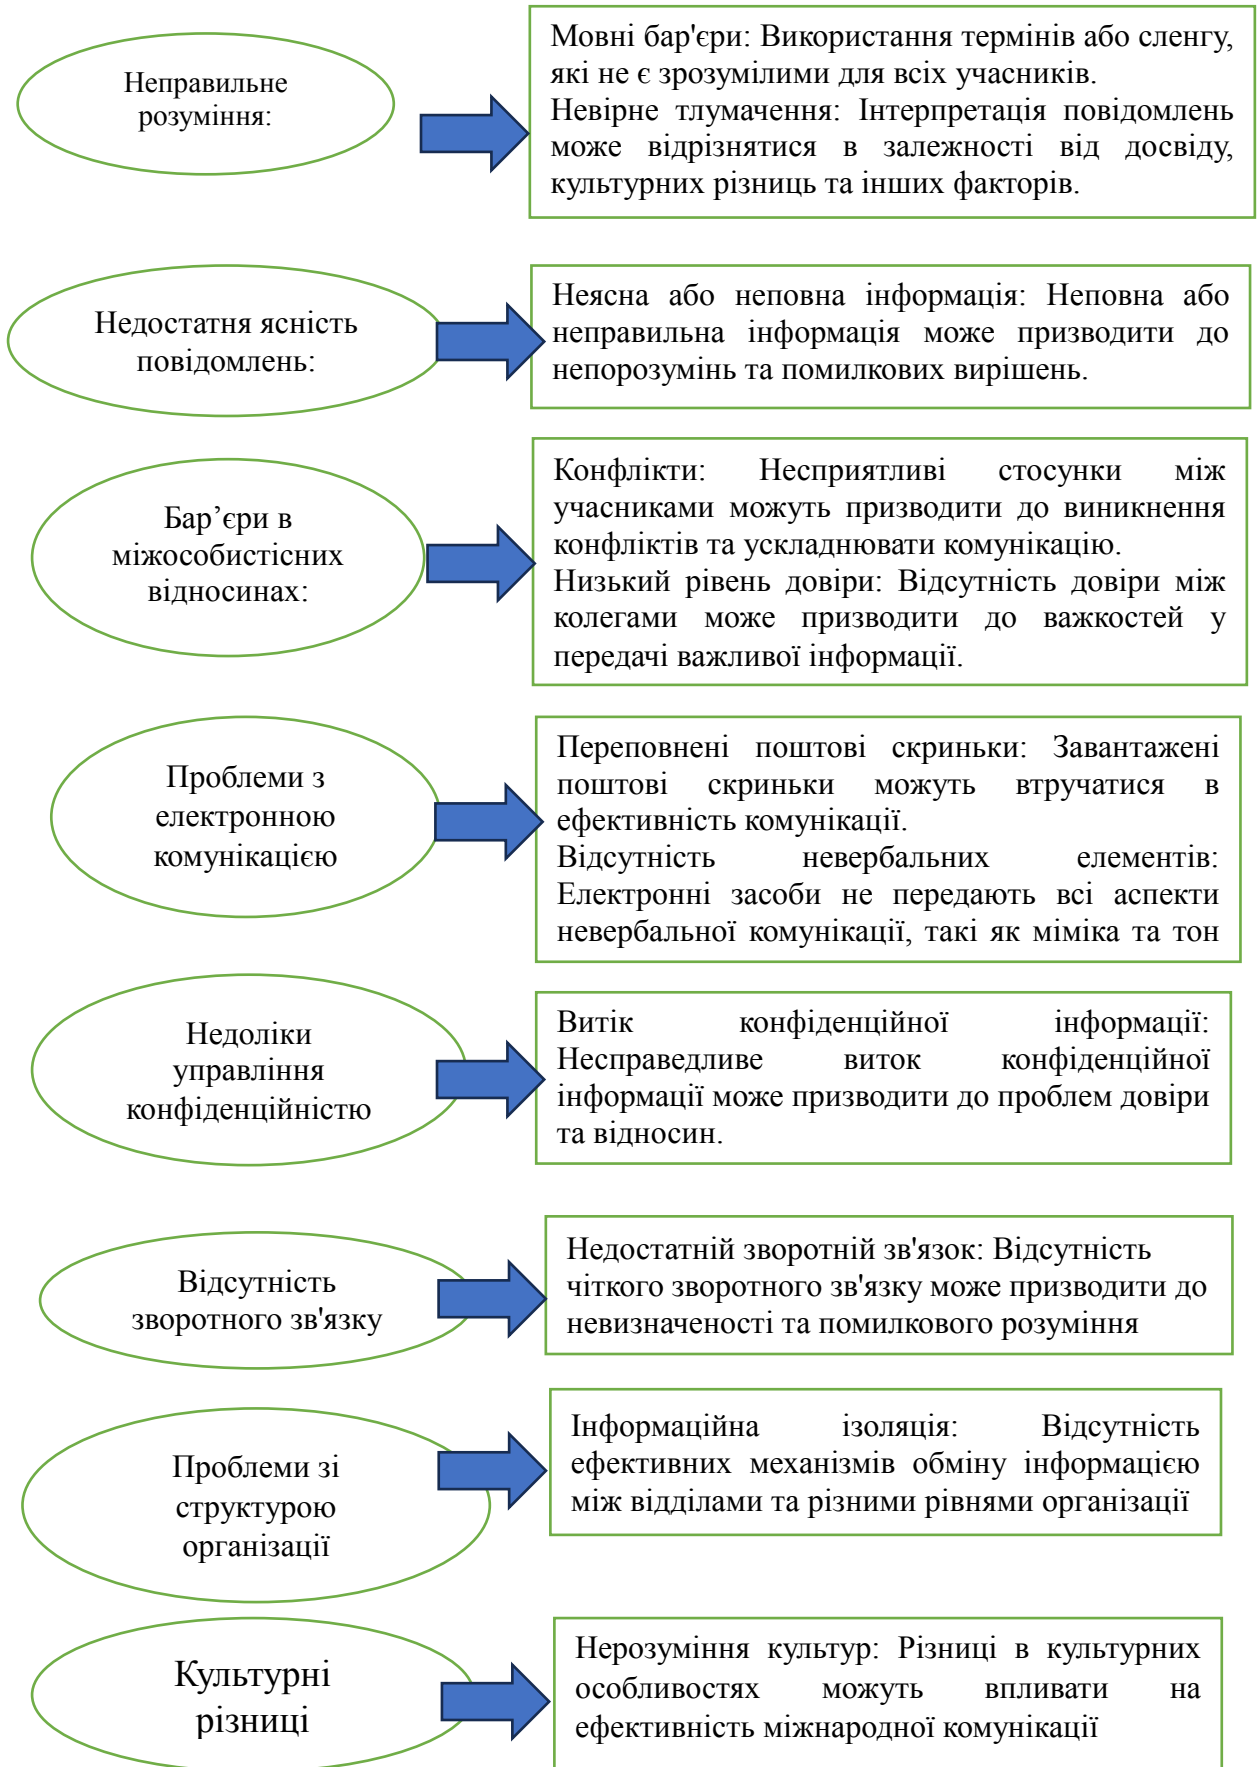 Неправильне
розуміння:
Мовні бар'єри: Використання термінів або сленгу,
які не є зрозумілими для всіх учасників.
Невірне тлумачення: Інтерпретація повідомлень
може відрізнятися в залежності від досвіду,
культурних різниць та інших факторів.
Недостатня ясність
повідомлень:
Неясна або неповна інформація: Неповна або
неправильна інформація може призводити до
непорозумінь та помилкових вирішень.
Бар’єри в
міжособистісних
відносинах:
Конфлікти: Несприятливі стосунки між
учасниками можуть призводити до виникнення
конфліктів та ускладнювати комунікацію.
Низький рівень довіри: Відсутність довіри між
колегами може призводити до важкостей у
передачі важливої інформації.
Проблеми з
електронною
комунікацією
Переповнені поштові скриньки: Завантажені
поштові скриньки можуть втручатися в
ефективність комунікації.
Відсутність невербальних елементів:
Електронні засоби не передають всі аспекти
невербальної комунікації, такі як міміка та тон
Недоліки
управління
конфіденційністю
Витік конфіденційної інформації:
Несправедливе виток конфіденційної
інформації може призводити до проблем довіри
та відносин.
Відсутність
зворотного зв'язку
Недостатній зворотній зв'язок: Відсутність
чіткого зворотного зв'язку може призводити до
невизначеності та помилкового розуміння
Проблеми зі
структурою
організації
Інформаційна ізоляція: Відсутність
ефективних механізмів обміну інформацією
між відділами та різними рівнями організації
Культурні
різниці
Нерозуміння культур: Різниці в культурних
особливостях можуть впливати на
ефективність міжнародної комунікації